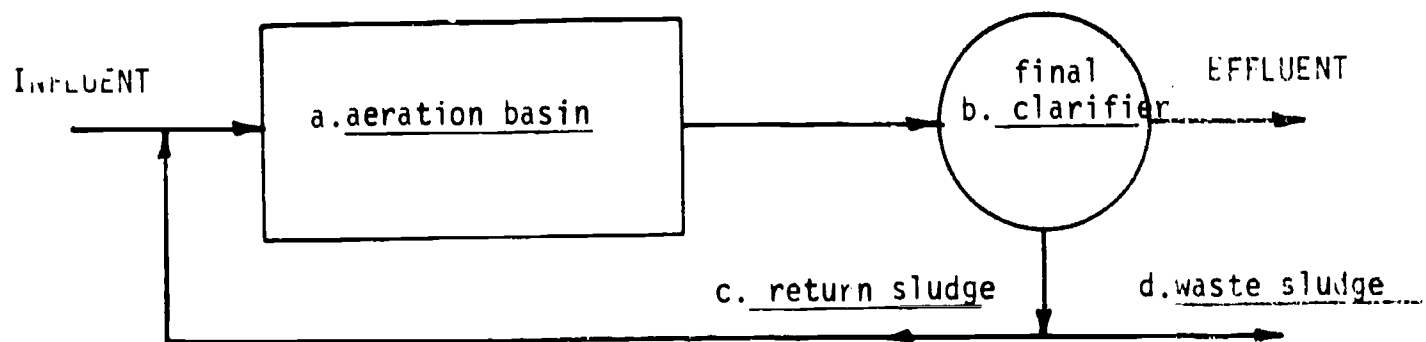 INFLUENT
a. aeration basin
final
b. clarifier
EFFLUENT
c. return sludge
d. waste sludge